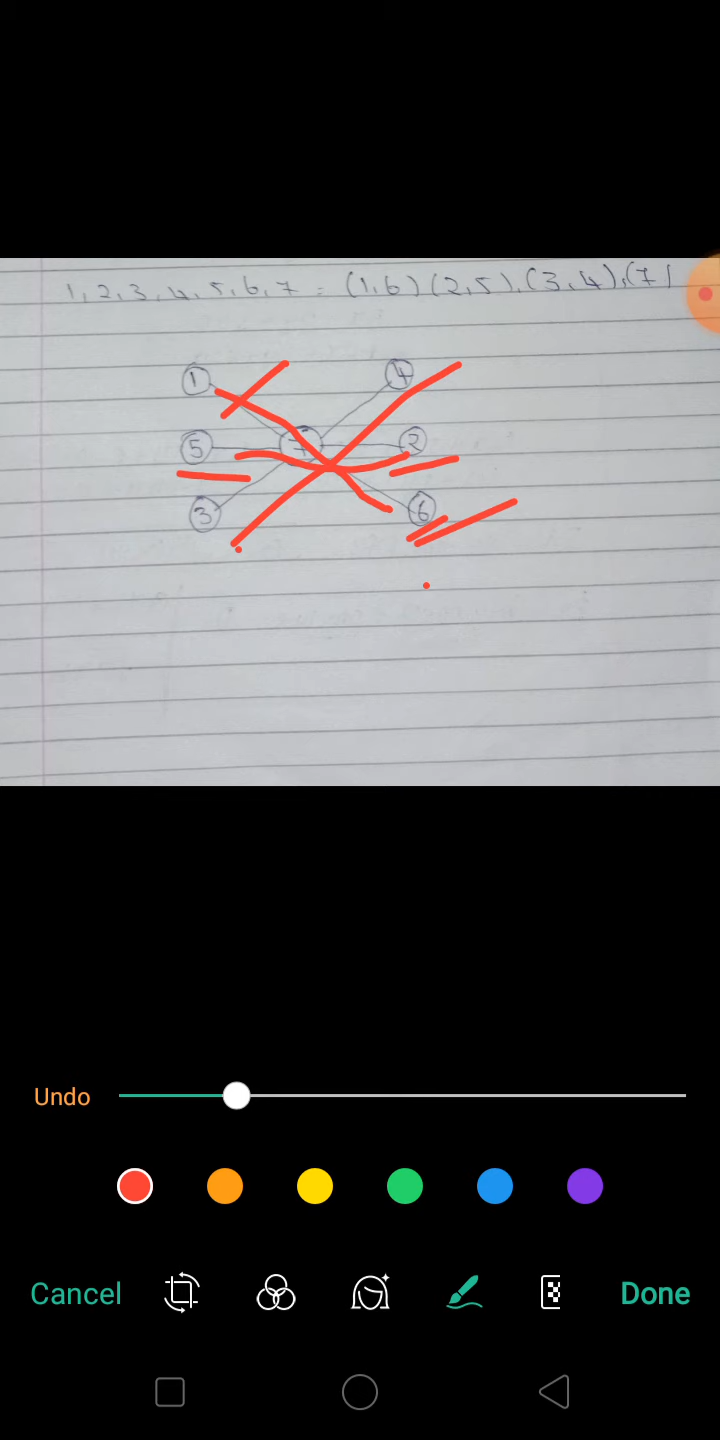 1, 2, 3, 4, 5, 6, 7 = (1,6) (2,5), (3,4), (7)
1 4
5 7 2
3 6
Undo
Cancel Done